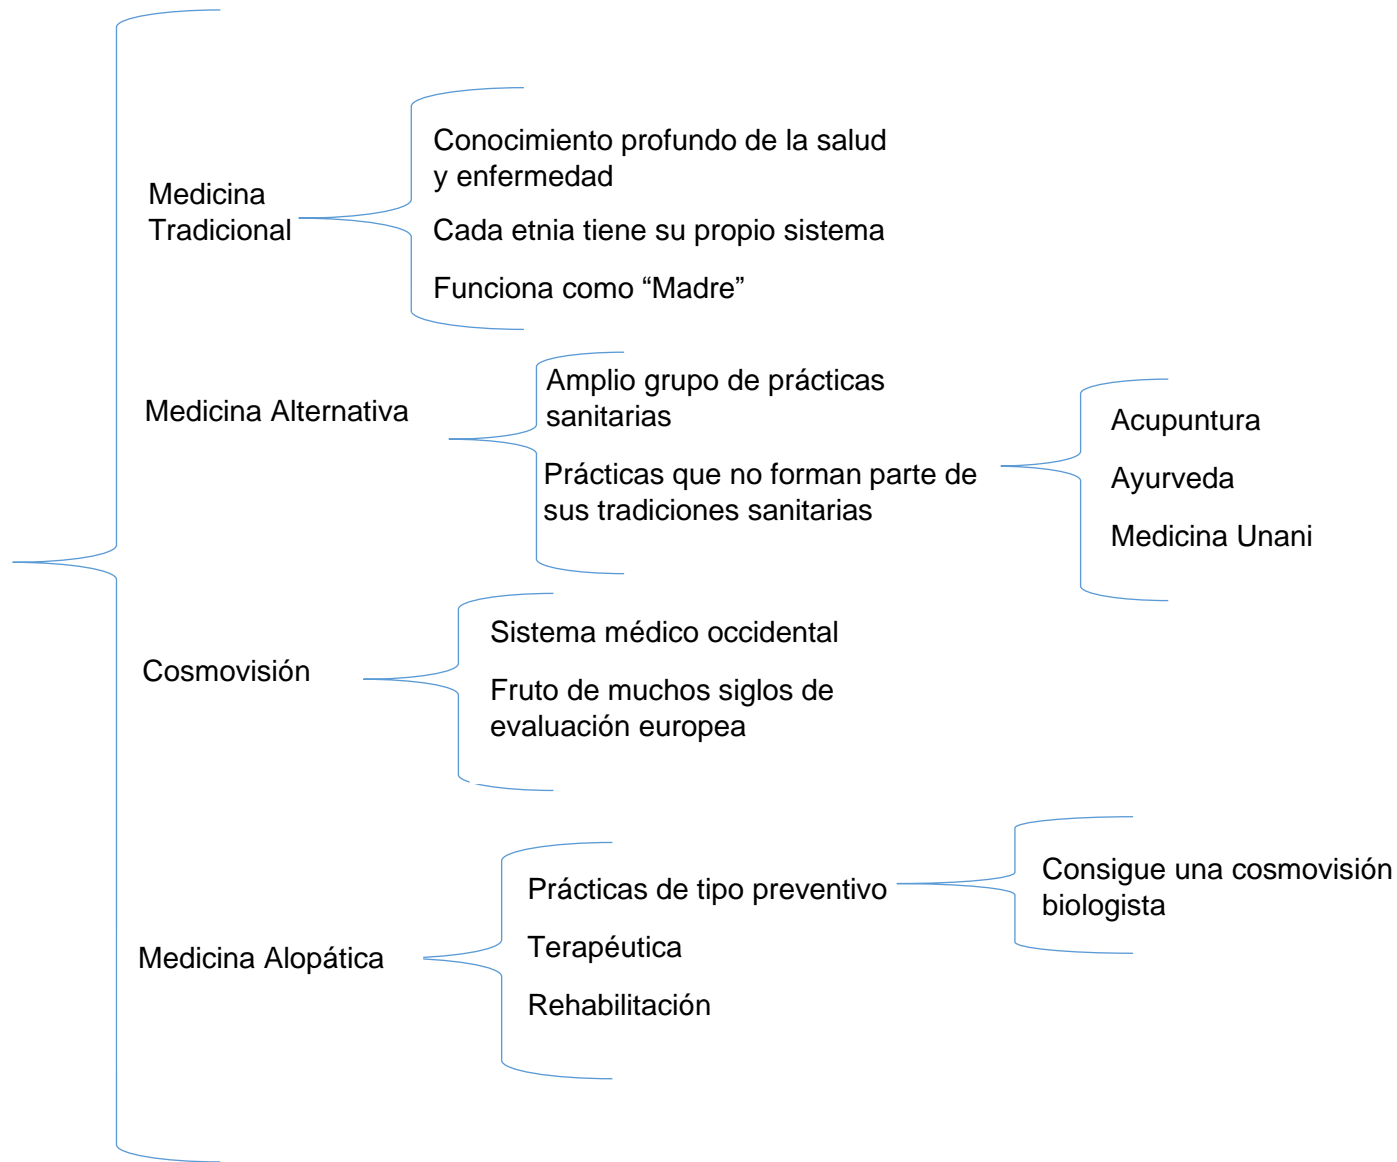 Medicina
Tradicional
Conocimiento profundo de la salud
y enfermedad
Cada etnia tiene su propio sistema
Funciona como “Madre”
Medicina Alternativa
Amplio grupo de prácticas
sanitarias
Prácticas que no forman parte de
sus tradiciones sanitarias
Acupuntura
Ayurveda
Medicina Unani
Cosmovisión
Sistema médico occidental
Fruto de muchos siglos de
evaluación europea
Medicina Alopática
Prácticas de tipo preventivo
Terapéutica
Rehabilitación
Consigue una cosmovisión
biologista